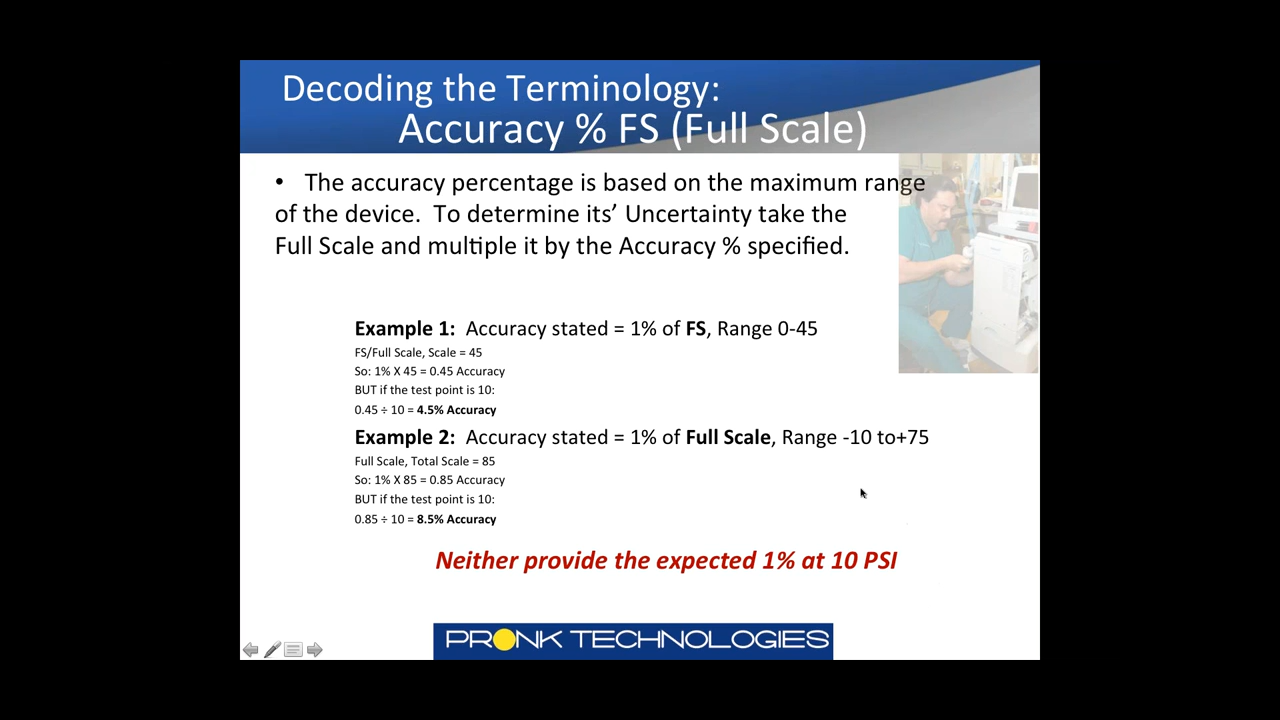 Decoding the Terminology:
Accuracy % FS (Full Scale)
• The accuracy percentage is based on the maximum range
of the device. To determine its’ Uncertainty take the
Full Scale and multiple it by the Accuracy % specified.
Example 1: Accuracy stated = 1% of FS, Range 0-45
FS/Full Scale, Scale = 45
So: 1% X 45 = 0.45 Accuracy
BUT if the test point is 10:
0.45 ÷ 10 = 4.5% Accuracy
Example 2: Accuracy stated = 1% of Full Scale, Range -10 to+75
Full Scale, Total Scale = 85
So: 1% X 85 = 0.85 Accuracy
BUT if the test point is 10:
0.85 ÷ 10 = 8.5% Accuracy
Neither provide the expected 1% at 10 PSI
PRONK TECHNOLOGIES